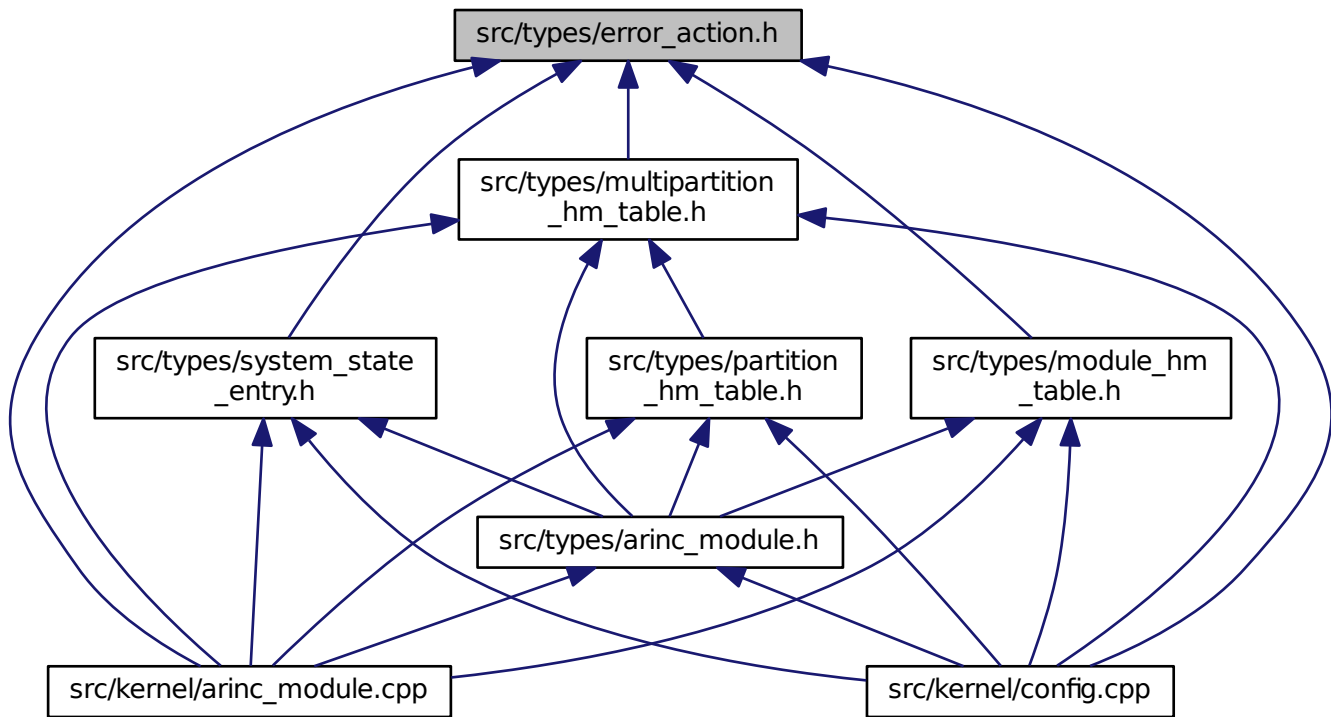 src/types/error_action.h
src/types/multipartition
_hm_table.h
src/types/system_state
_entry.h
src/types/partition
_hm_table.h
src/types/module_hm
_table.h
src/types/arinc_module.h
src/kernel/arinc_module.cpp
src/kernel/config.cpp